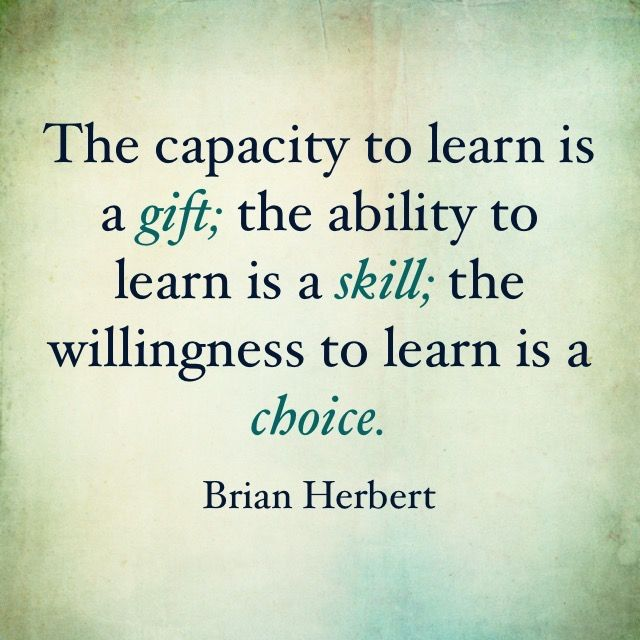 The capacity to learn is
a gift; the ability to
learn is a skill; the
willingness to learn is a
choice.
Brian Herbert